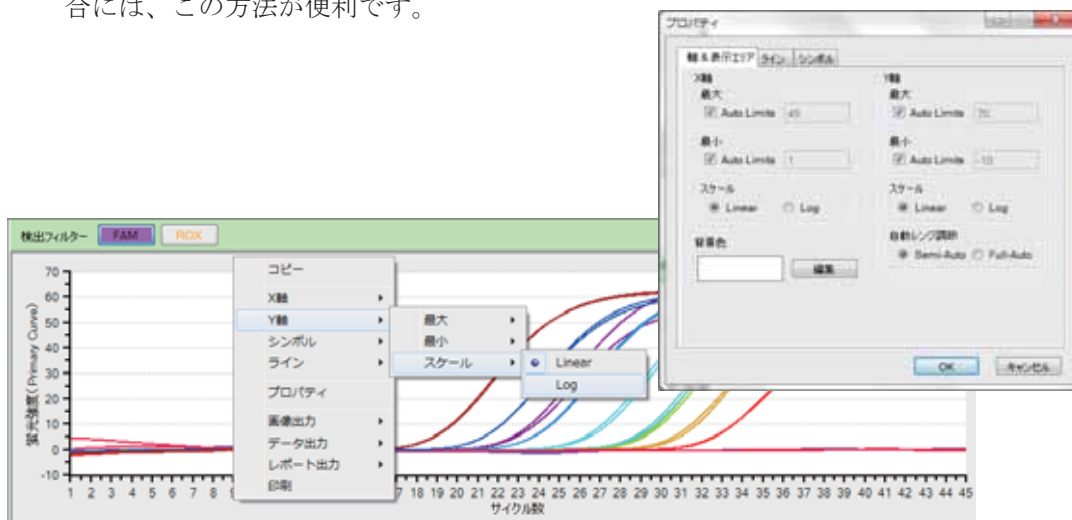 合には、この方法が便利です。
プロパティ
軸＆表示エリア ライン シンボル
X軸 Y軸
最大 最大
Auto Limits 45 Auto Limits 70
最小 最小
Auto Limits 1 Auto Limits -10
スケール スケール
Linear Log Linear Log
背景色 自動レンジ調節
編集 Semi-Auto Full-Auto
OK キャンセル
検出フィルター FAM ROX
コピー
X軸
Y軸
シンボル
ライン
プロパティ
画像出力
データ出力
レポート出力
印刷
最大
最小
スケール
Linear
Log
蛍光強度(Primary Curve)
70
60
50
40
30
20
10
0
-10
1 2 3 4 5 6 7 8 17 18 19 20 21 22 23 24 25 26 27 28 29 30 31 32 33 34 35 36 37 38 39 40 41 42 43 44 45
サイクル数